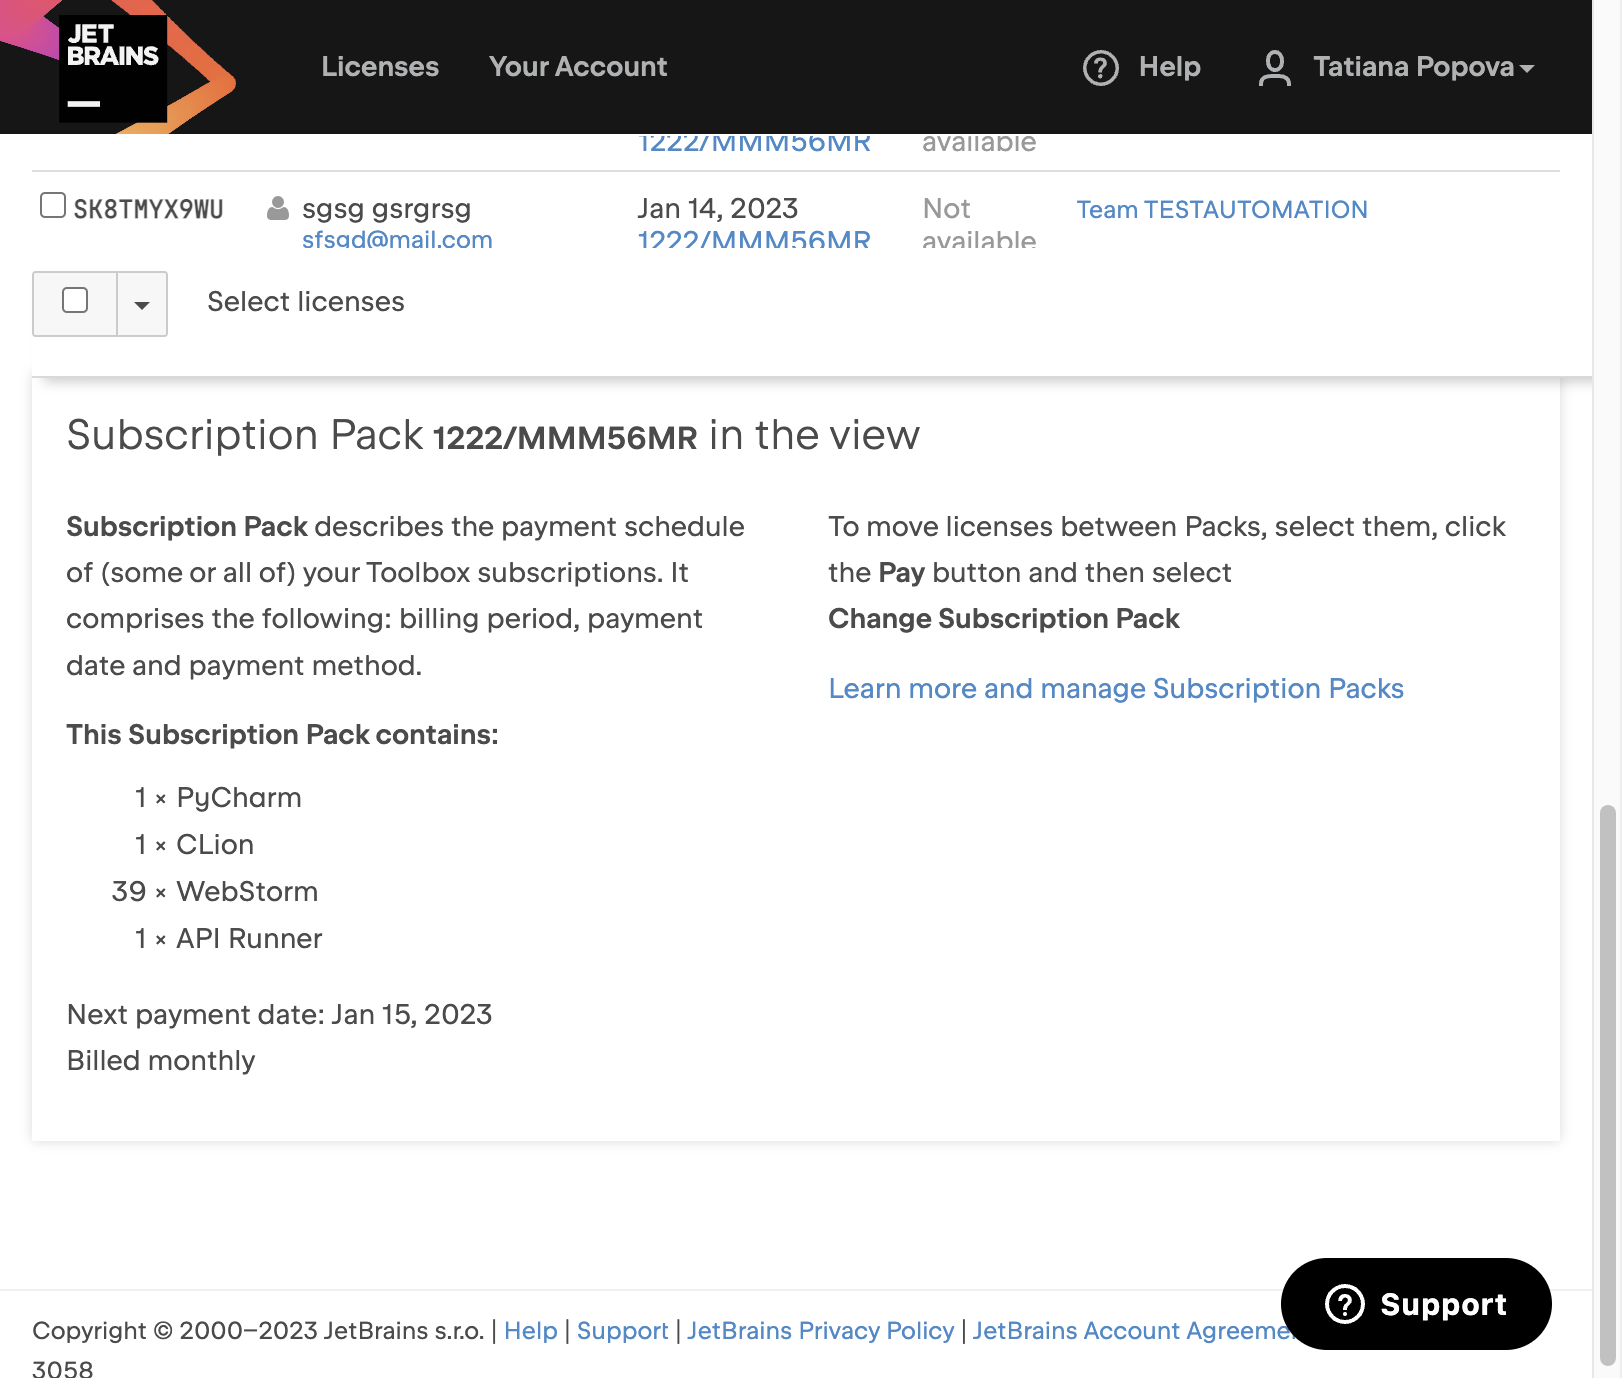 JET
BRAINS
Licenses Your Account Help Tatiana Popova
1222/MMM56MR available
SK8TMYX9WU sgsg gsrgrsg Jan 14, 2023 Not Team TESTAUTOMATION
sfsgd@mail.com 1222/MMM56MR available
Select licenses
Subscription Pack 1222/MMM56MR in the view
Subscription Pack describes the payment schedule
of (some or all of) your Toolbox subscriptions. It
comprises the following: billing period, payment
date and payment method.
This Subscription Pack contains:
1 × PyCharm
1 × CLion
39 × WebStorm
1 × API Runner
Next payment date: Jan 15, 2023
Billed monthly
To move licenses between Packs, select them, click
the Pay button and then select
Change Subscription Pack
Learn more and manage Subscription Packs
Support
Copyright © 2000–2023 JetBrains s.r.o. | Help | Support | JetBrains Privacy Policy | JetBrains Account Agreeme
3058